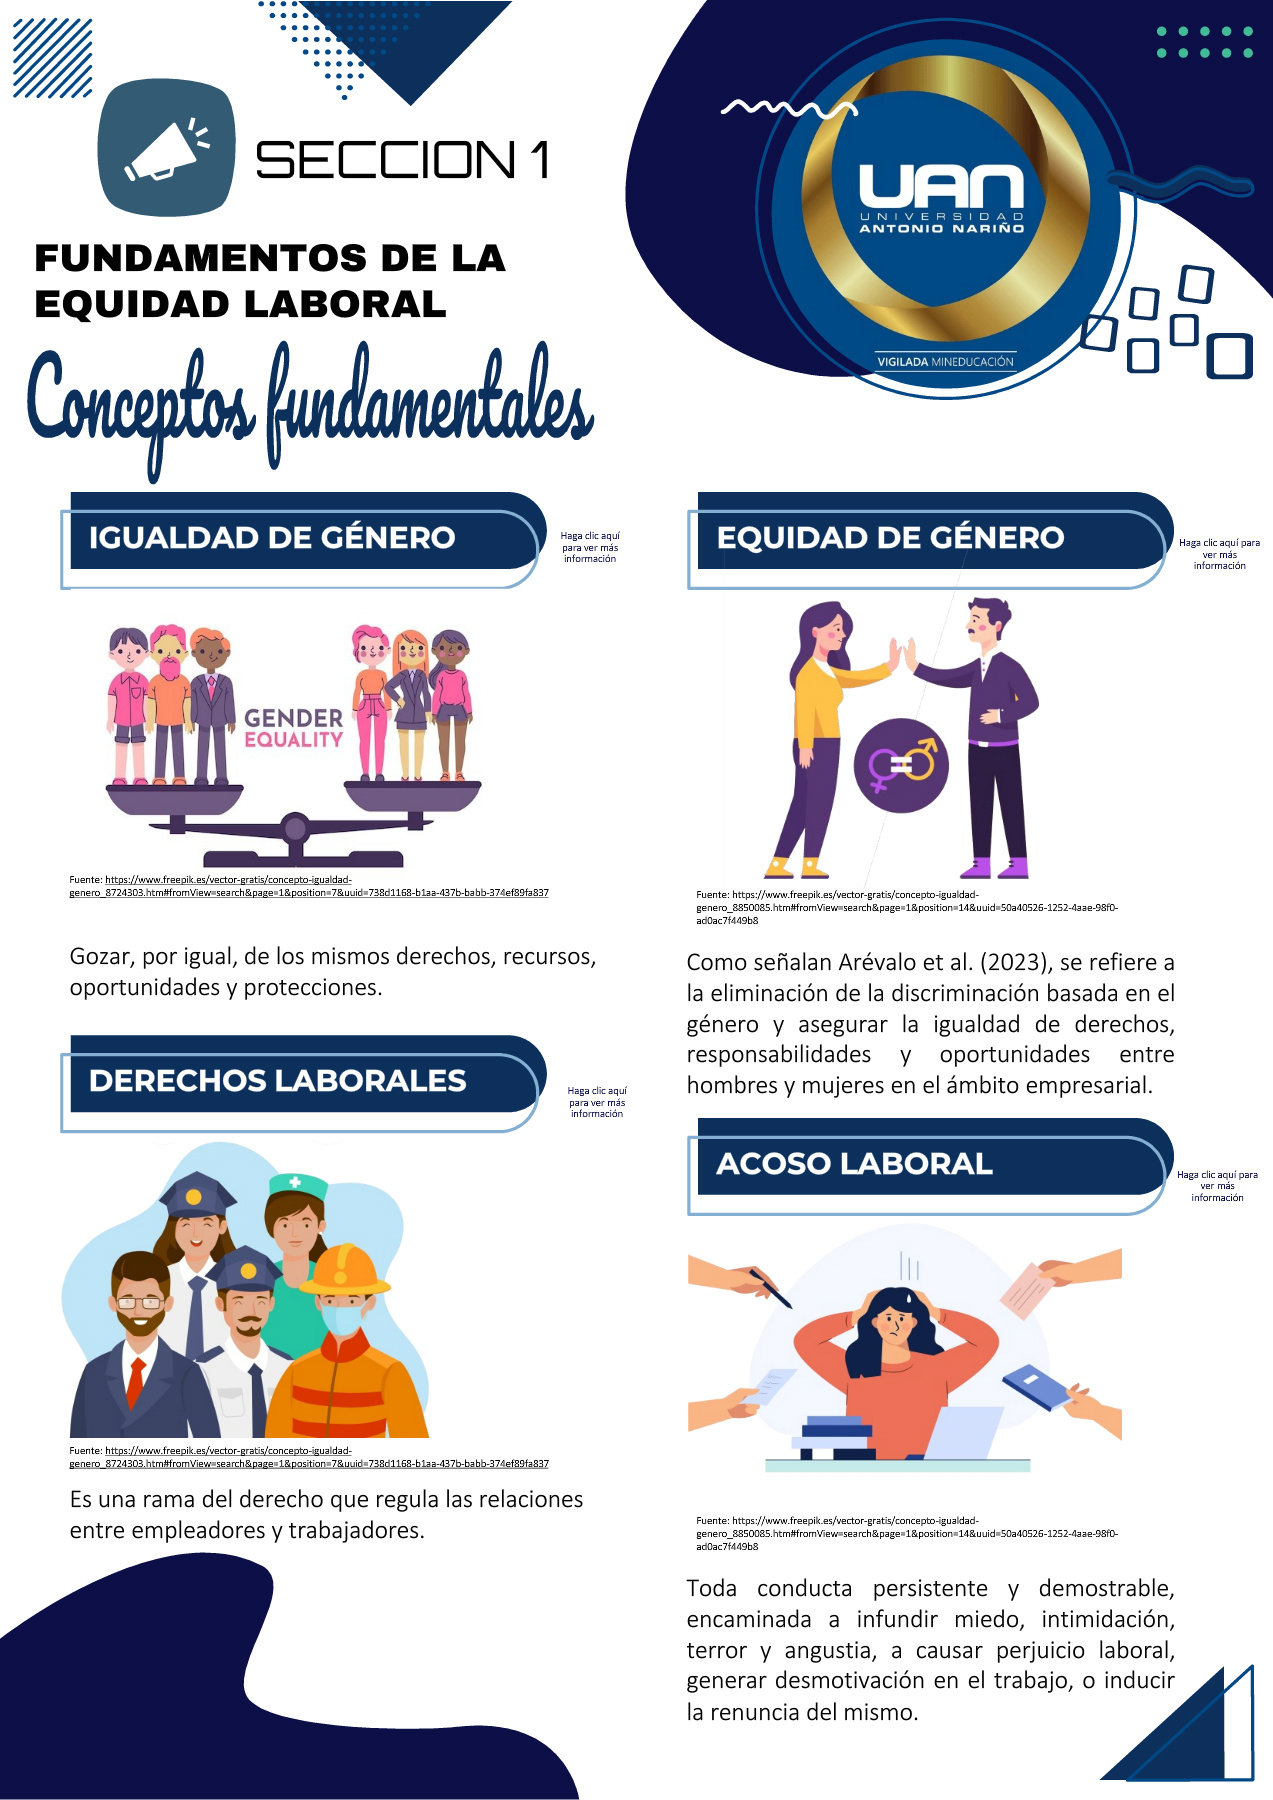 SECCION 1
UAN
UNIVERSIDAD
ANTONIO NARIÑO
VIGILADA MINEDUCACIÓN
FUNDAMENTOS DE LA
EQUIDAD LABORAL
Conceptos fundamentales
IGUALDAD DE GÉNERO
Haga clic aquí
para ver más
información
GENDER
EQUALITY
Fuente: https://www.freepik.es/vector-gratis/concepto-igualdad-
genero_8724303.htm#fromView=search&page=1&position=7&uuid=738d1168-b1aa-437b-babb-374ef89fa837
Gozar, por igual, de los mismos derechos, recursos,
oportunidades y protecciones.
DERECHOS LABORALES
Haga clic aquí
para ver más
información
Fuente: https://www.freepik.es/vector-gratis/concepto-igualdad-
genero_8724303.htm#fromView=search&page=1&position=7&uuid=738d1168-b1aa-437b-babb-374ef89fa837
Es una rama del derecho que regula las relaciones
entre empleadores y trabajadores.
EQUIDAD DE GÉNERO
Haga clic aquí para
ver más
información
Fuente: https://www.freepik.es/vector-gratis/concepto-igualdad-
genero_8850085.htm#fromView=search&page=1&position=14&uuid=50a40526-1252-4aae-98f0-
ad0ac7f449b8
Como señalan Arévalo et al. (2023), se refiere a
la eliminación de la discriminación basada en el
género y asegurar la igualdad de derechos,
responsabilidades y oportunidades entre
hombres y mujeres en el ámbito empresarial.
ACOSO LABORAL
Haga clic aquí para
ver más
información
Fuente: https://www.freepik.es/vector-gratis/concepto-igualdad-
genero_8850085.htm#fromView=search&page=1&position=14&uuid=50a40526-1252-4aae-98f0-
ad0ac7f449b8
Toda conducta persistente y demostrable,
encaminada a infundir miedo, intimidación,
terror y angustia, a causar perjuicio laboral,
generar desmotivación en el trabajo, o inducir
la renuncia del mismo.